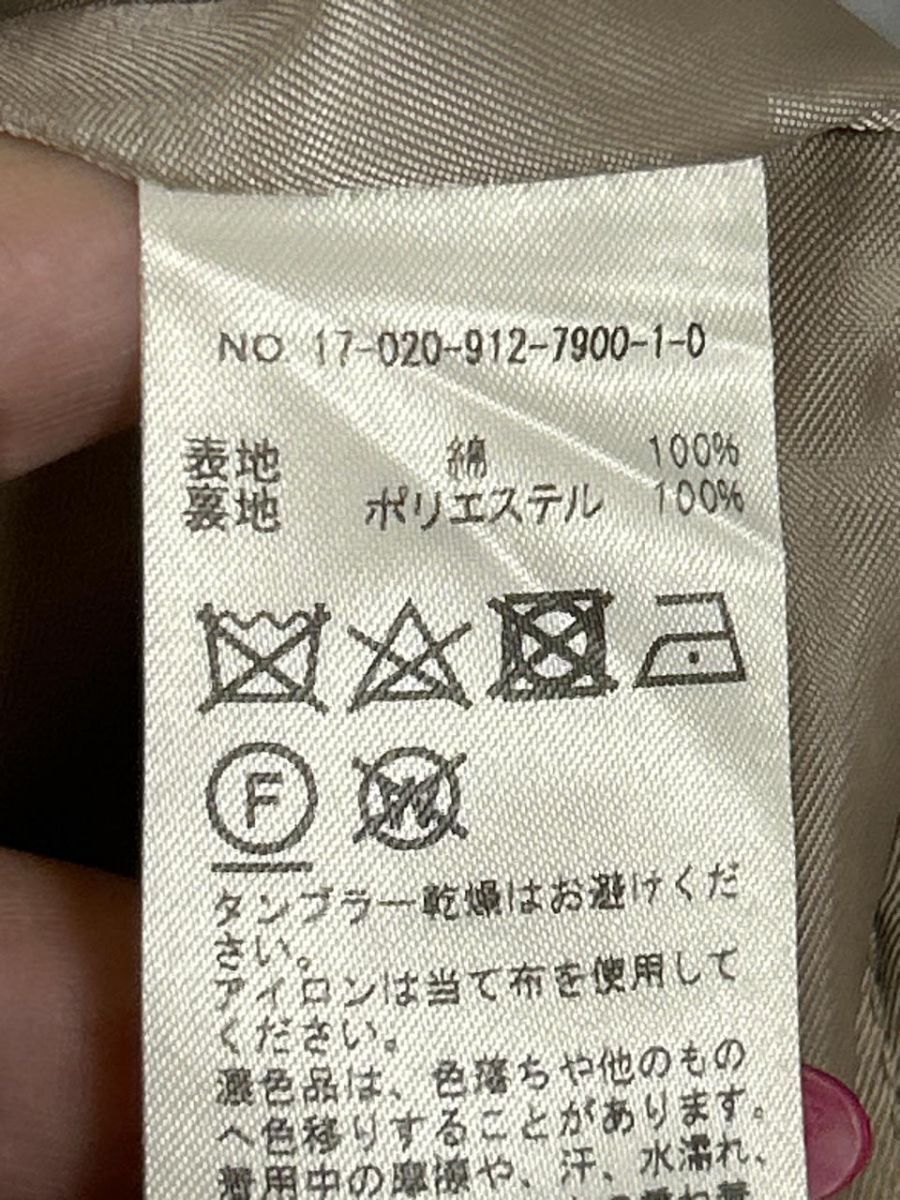 NO 17-020-912-7900-1-0
表地 綿 100%
裏地 ポリエステル 100%
F
W
タンブラー乾燥はお避けくだ
さい。
アイロンは当て布を使用して
ください。
濃色品は、色落ちや他のもの
へ色移りすることがあります。
着用中の摩擦や、汗、水濡れ、